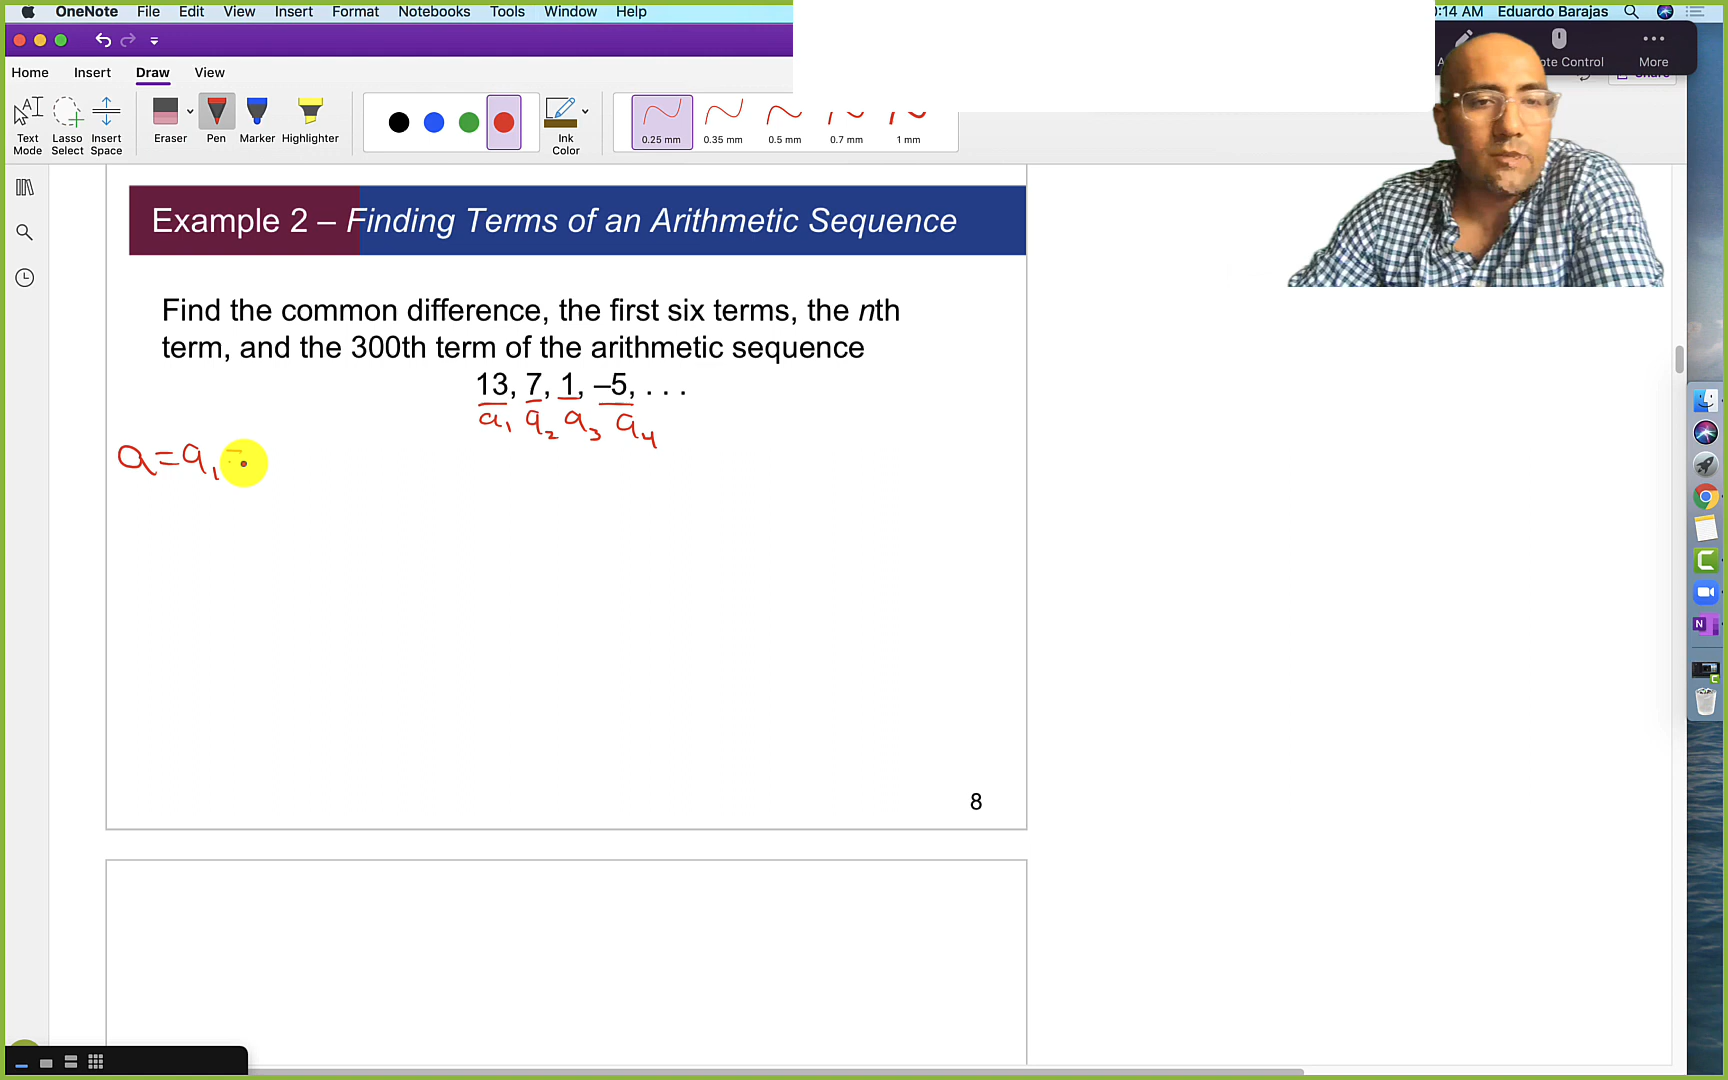 OneNote File Edit View Insert Format Notebooks Tools Window Help
:14 AM Eduardo Barajas
ote Control More
Share
Home Insert Draw View
Text Mode
Lasso Select
Insert Space
Eraser Pen Marker Highlighter
Ink Color
0.25 mm 0.35 mm 0.5 mm 0.7 mm 1 mm
Example 2 – Finding Terms of an Arithmetic Sequence
Find the common difference, the first six terms, the nth
term, and the 300th term of the arithmetic sequence
13, 7, 1, –5, . . .
a₁ a₂ a₃ a₄
a = a₁ =
8